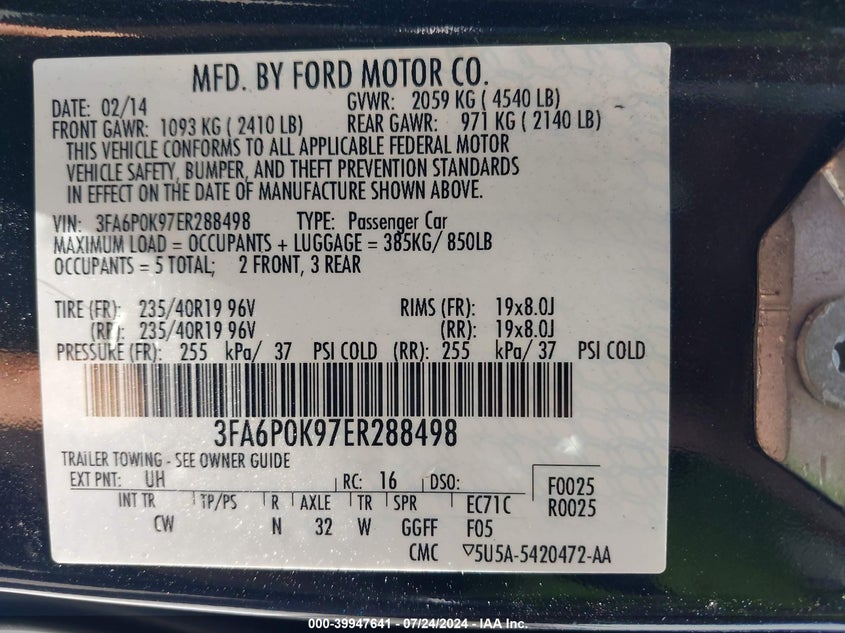 MFD. BY FORD MOTOR CO.
DATE: 02/14 GVWR: 2059 KG ( 4540 LB)
FRONT GAWR: 1093 KG ( 2410 LB) REAR GAWR: 971 KG ( 2140 LB)
THIS VEHICLE CONFORMS TO ALL APPLICABLE FEDERAL MOTOR
VEHICLE SAFETY, BUMPER, AND THEFT PREVENTION STANDARDS
IN EFFECT ON THE DATE OF MANUFACTURE SHOWN ABOVE.
VIN: 3FA6P0K97ER288498 TYPE: Passenger Car
MAXIMUM LOAD = OCCUPANTS + LUGGAGE = 385KG/ 850LB
OCCUPANTS = 5 TOTAL; 2 FRONT, 3 REAR
TIRE (FR): 235/40R19 96V RIMS (FR): 19x8.0J
(RR): 235/40R19 96V (RR): 19x8.0J
PRESSURE (FR): 255 kPa/ 37 PSI COLD (RR): 255 kPa/ 37 PSI COLD
3FA6P0K97ER288498
TRAILER TOWING - SEE OWNER GUIDE
EXT PNT: UH RC: 16 DSO: F0025
INT TR TP/PS R AXLE TR SPR EC71C R0025
CW N 32 W GGFF F05
CMC ▽5U5A-5420472-AA
000-39947641 - 07/24/2024 - IAA Inc.